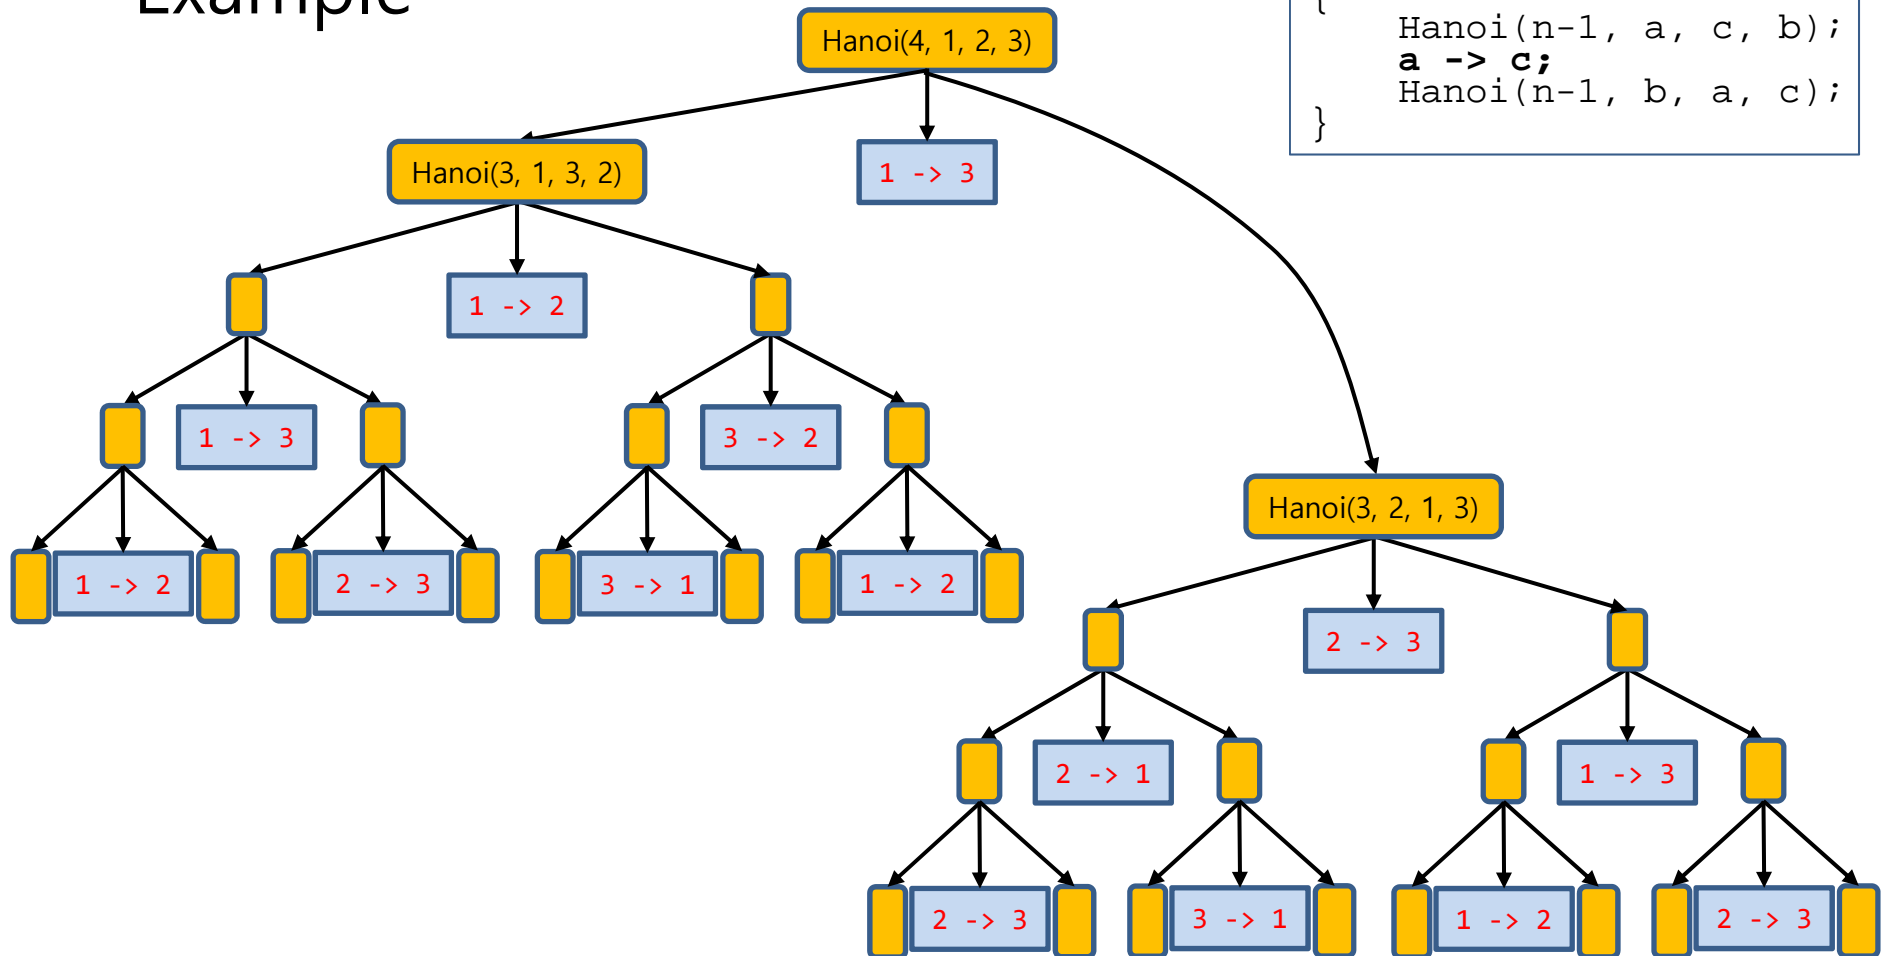 Example
{
Hanoi(n-1, a, c, b);
a -> c;
Hanoi(n-1, b, a, c);
}
Hanoi(4, 1, 2, 3)
Hanoi(3, 1, 3, 2)
1 -> 3
1 -> 2
1 -> 3
3 -> 2
1 -> 2
2 -> 3
3 -> 1
1 -> 2
Hanoi(3, 2, 1, 3)
2 -> 3
2 -> 1
1 -> 3
2 -> 3
3 -> 1
1 -> 2
2 -> 3